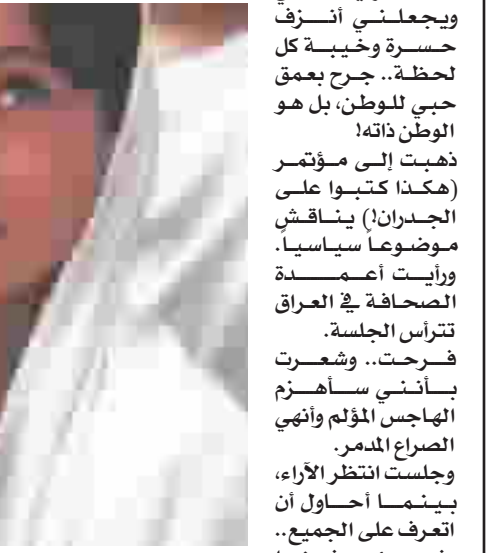 ويجعلني أنزف
حسرة وخيبة كل
لحظة.. جرح بعمق
حبي للوطن، بل هو
الوطن ذاته!
ذهبت إلى مؤتمر
(هكذا كتبوا على
الجدران!) يناقش
موضوعاً سياسياً.
ورأيت أعمدة
الصحافة في العراق
تترأس الجلسة.
فرحت.. وشعرت
بأنني سأهزم
الهاجس المؤلم وأنهي
الصراع المدمر.
وجلست انتظر الآراء،
بينما أحاول أن
اتعرف على الجميع..